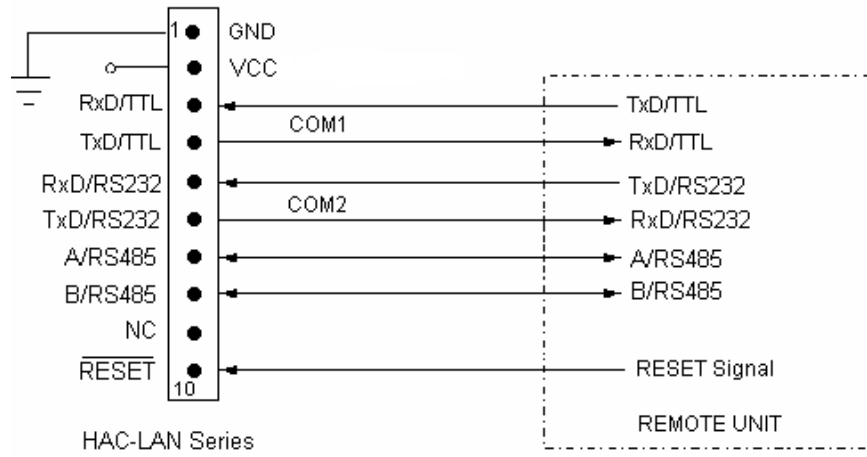 1 GND
VCC
RxD/TTL TxD/TTL
COM1
TxD/TTL RxD/TTL
RxD/RS232 TxD/RS232
COM2
TxD/RS232 RxD/RS232
A/RS485 A/RS485
B/RS485 B/RS485
NC
RESET RESET Signal
10
REMOTE UNIT
HAC-LAN Series